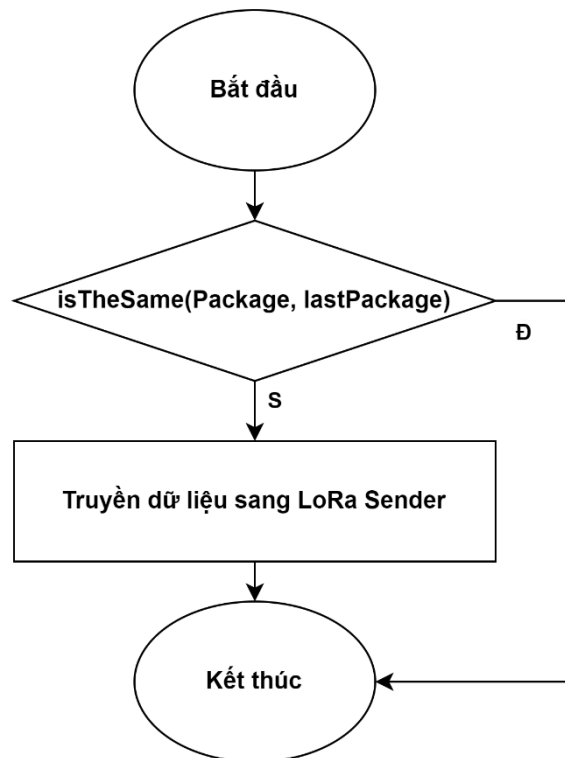 Bắt đầu
isTheSame(Package, lastPackage)
Đ
S
Truyền dữ liệu sang LoRa Sender
Kết thúc